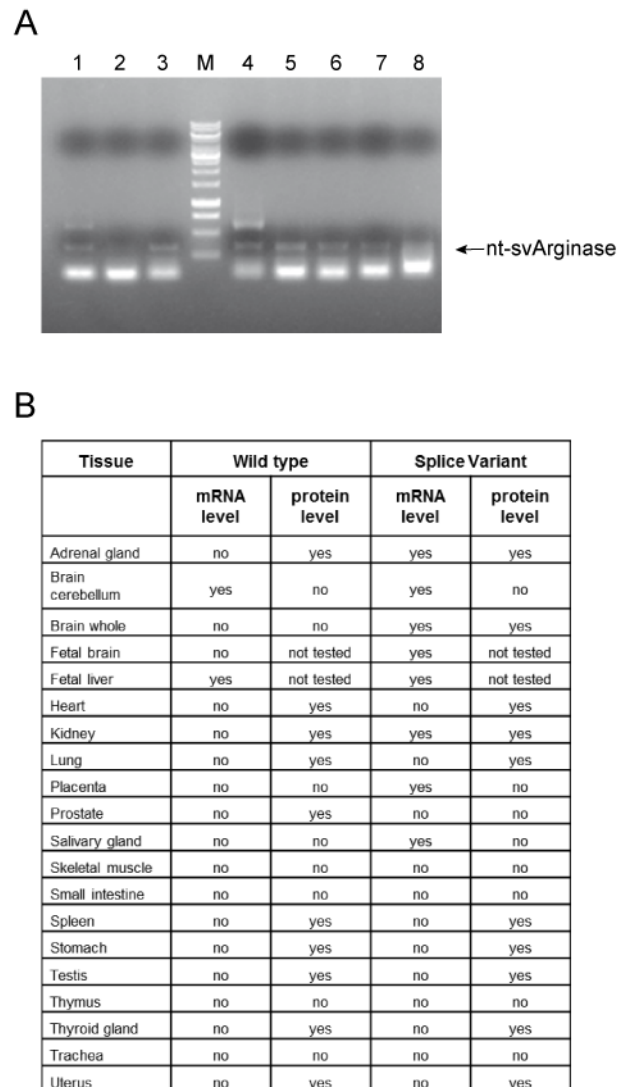 A
1 2 3 M 4 5 6 7 8
nt-svArginase
B
Tissue Wild type Splice Variant
mRNA level protein level mRNA level protein level
Adrenal gland no yes yes yes
Brain cerebellum yes no yes no
Brain whole no no yes yes
Fetal brain no not tested yes not tested
Fetal liver yes not tested yes not tested
Heart no yes no yes
Kidney no yes yes yes
Lung no yes no yes
Placenta no no yes no
Prostate no yes no no
Salivary gland no no yes no
Skeletal muscle no no no no
Small intestine no no no no
Spleen no yes no yes
Stomach no yes no yes
Testis no yes no yes
Thymus no no no no
Thyroid gland no yes no yes
Trachea no no no no
Uterus no yes no yes